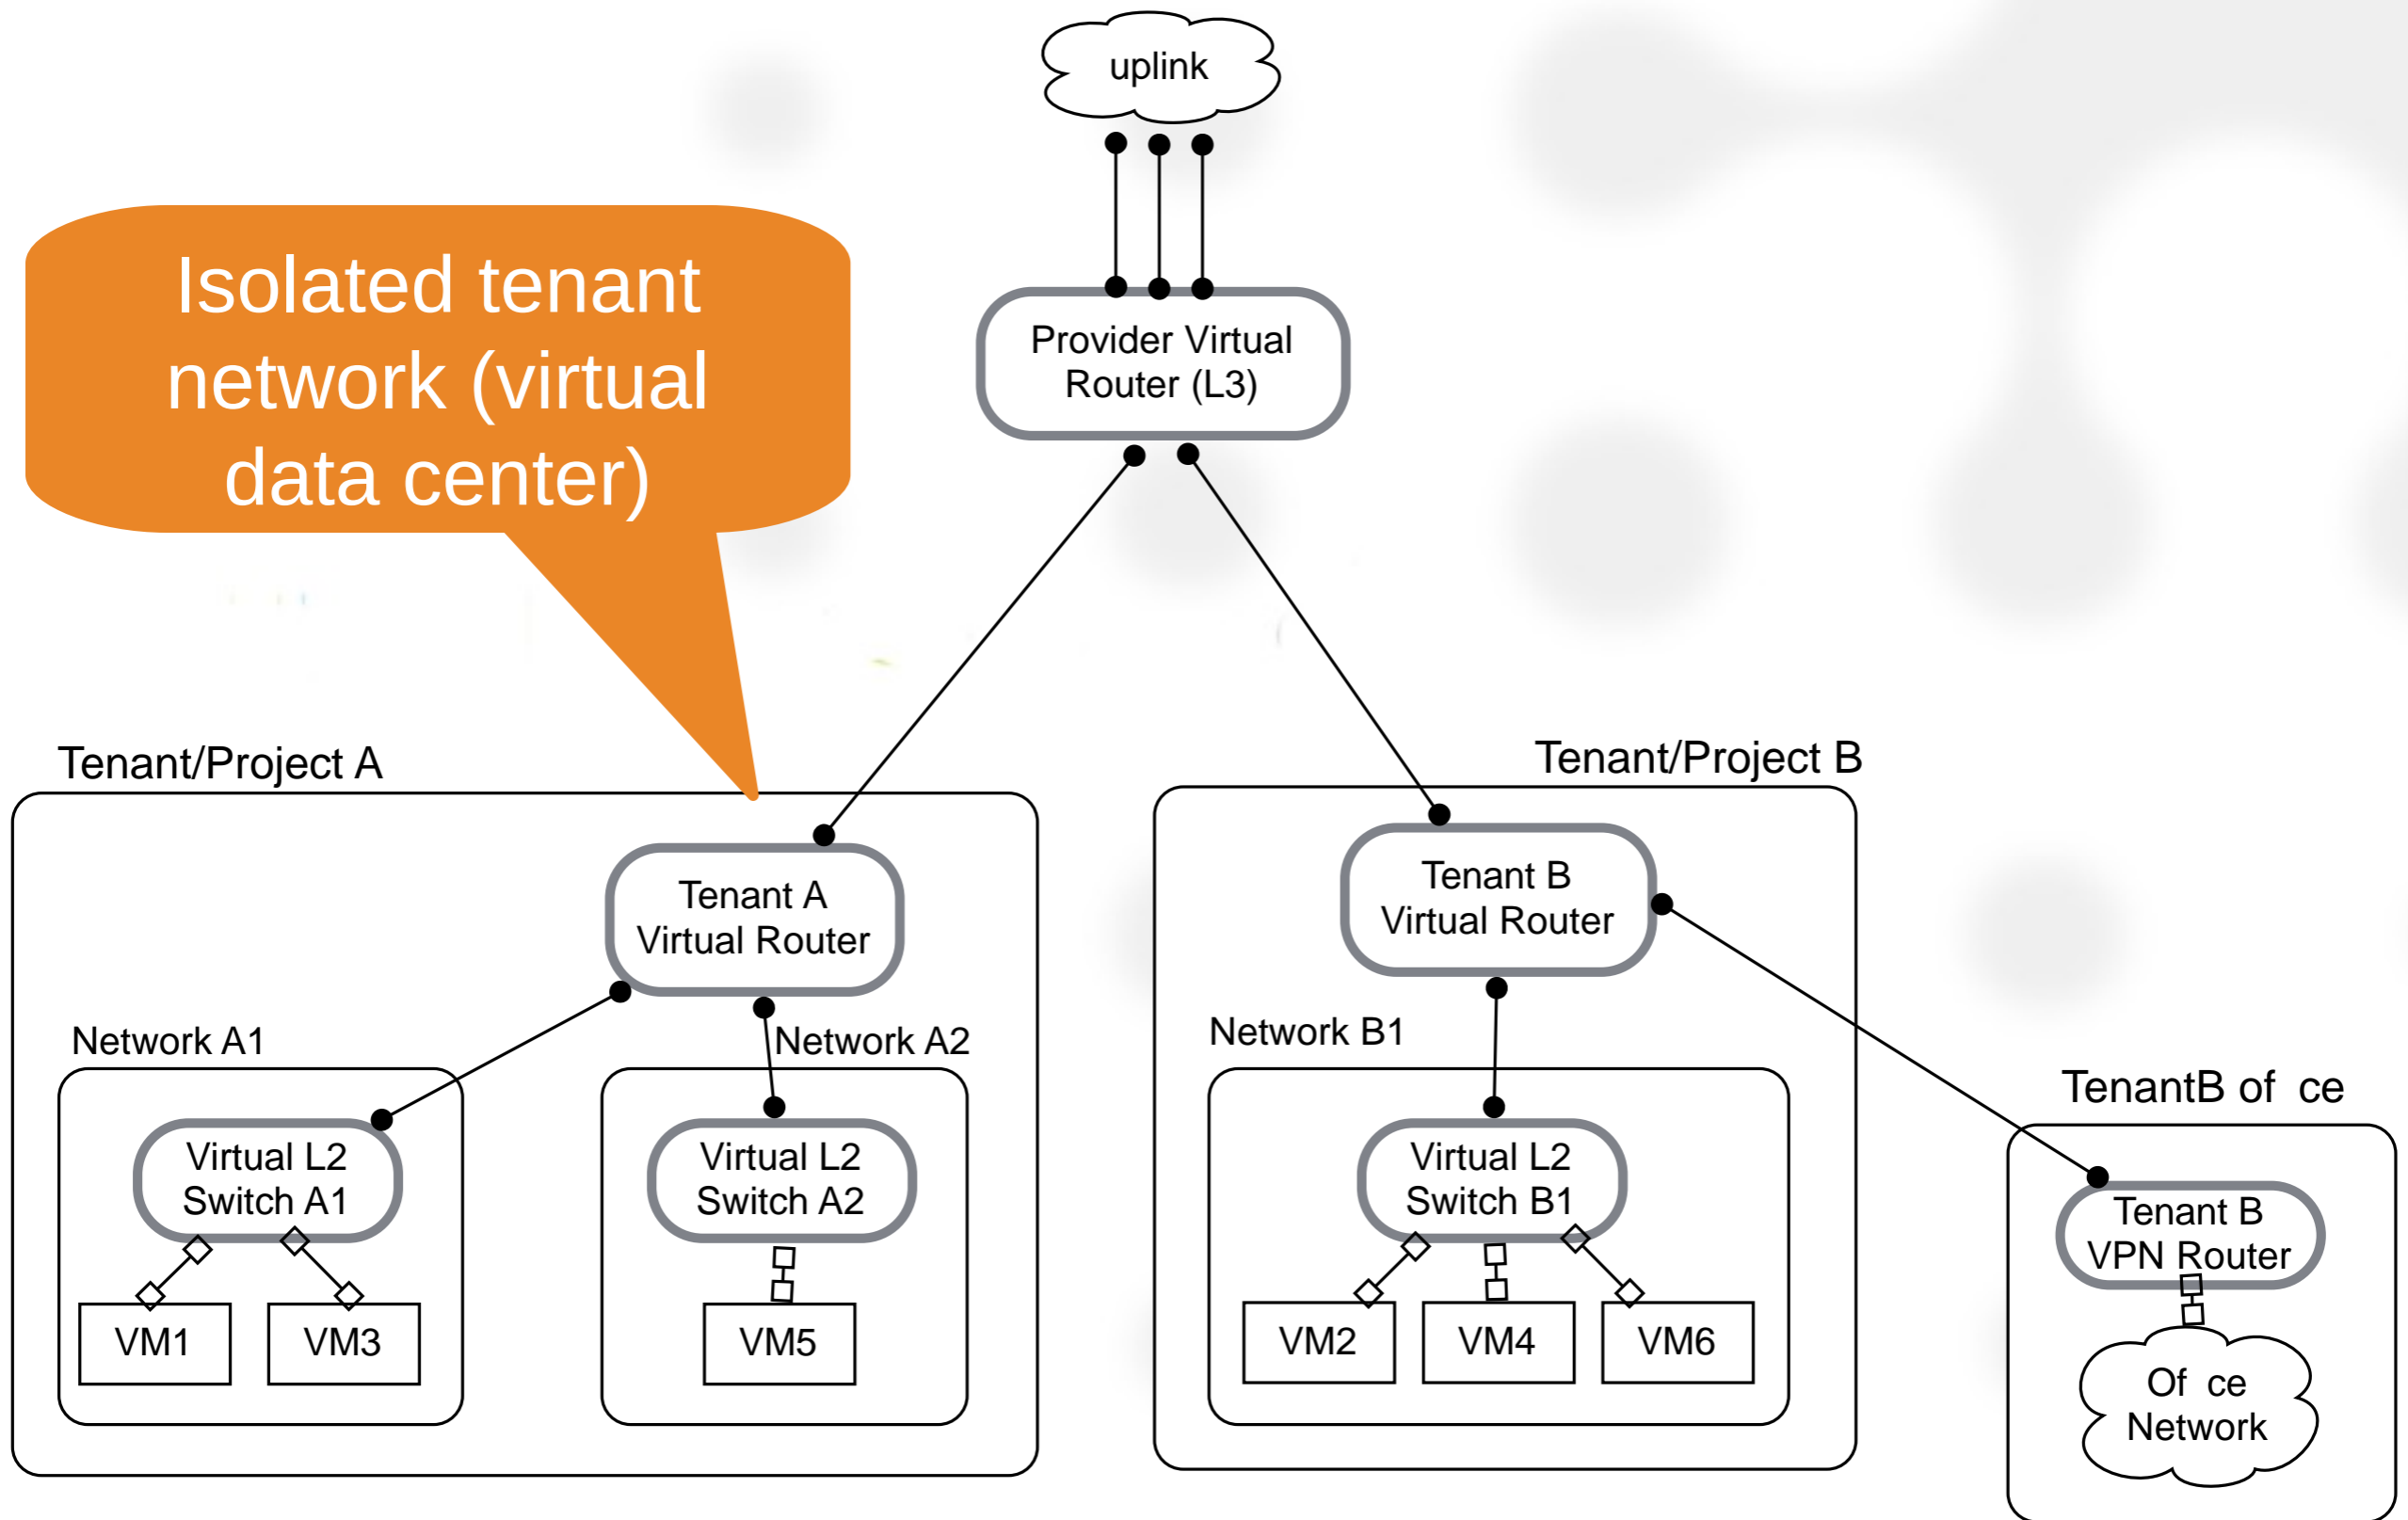 uplink
Isolated tenant
network (virtual
data center)
Provider Virtual
Router (L3)
Tenant/Project A
Tenant/Project B
Tenant A
Virtual Router
Tenant B
Virtual Router
Network A1
Network A2
Network B1
TenantB of ce
Virtual L2
Switch A1
Virtual L2
Switch A2
Virtual L2
Switch B1
Tenant B
VPN Router
VM1
VM3
VM5
VM2
VM4
VM6
Of ce
Network